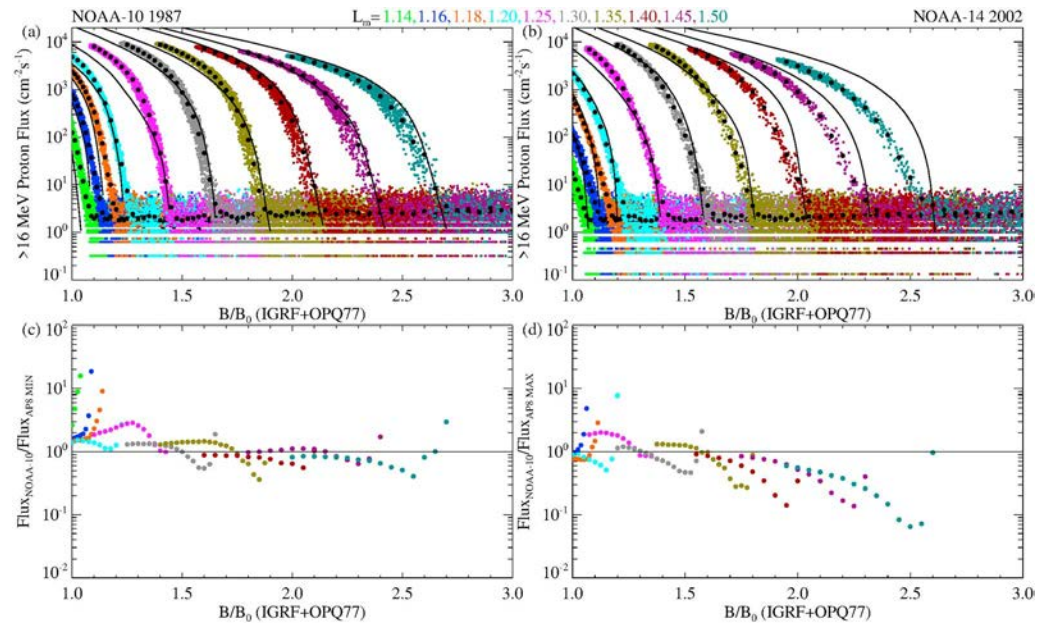 NOAA-10 1987 Lₘ= 1.14, 1.16, 1.18, 1.20, 1.25, 1.30, 1.35, 1.40, 1.45, 1.50 NOAA-14 2002
(a) (b)
> 16 MeV Proton Flux (cm⁻²s⁻¹)
10⁴
10³
10²
10¹
10⁰
10⁻¹
1.0 1.5 2.0 2.5 3.0
B/B₀ (IGRF+OPQ77)
> 16 MeV Proton Flux (cm⁻²s⁻¹)
10⁴
10³
10²
10¹
10⁰
10⁻¹
1.0 1.5 2.0 2.5 3.0
B/B₀ (IGRF+OPQ77)
(c) (d)
Flux_NOAA-10/Flux_AP8 MIN
10²
10¹
10⁰
10⁻¹
10⁻²
1.0 1.5 2.0 2.5 3.0
B/B₀ (IGRF+OPQ77)
Flux_NOAA-10/Flux_AP8 MAX
10²
10¹
10⁰
10⁻¹
10⁻²
1.0 1.5 2.0 2.5 3.0
B/B₀ (IGRF+OPQ77)